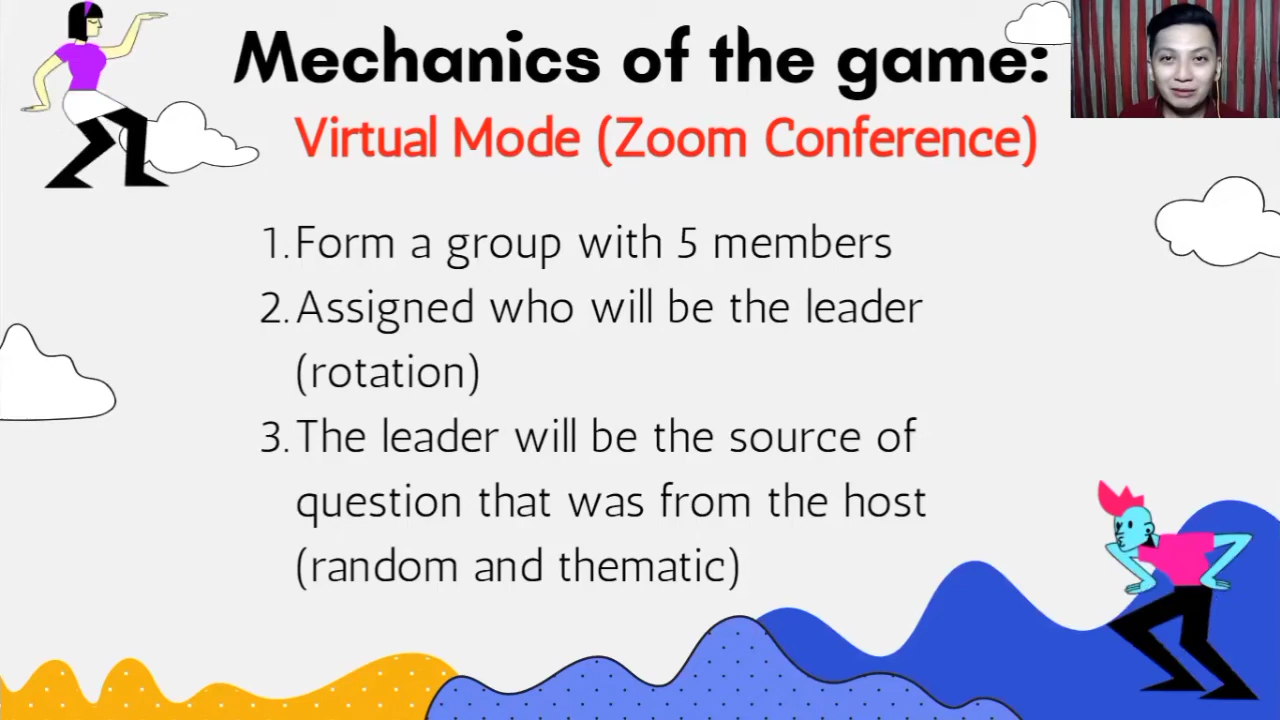 Mechanics of the game:
Virtual Mode (Zoom Conference)
1. Form a group with 5 members
2. Assigned who will be the leader
(rotation)
3. The leader will be the source of
question that was from the host
(random and thematic)